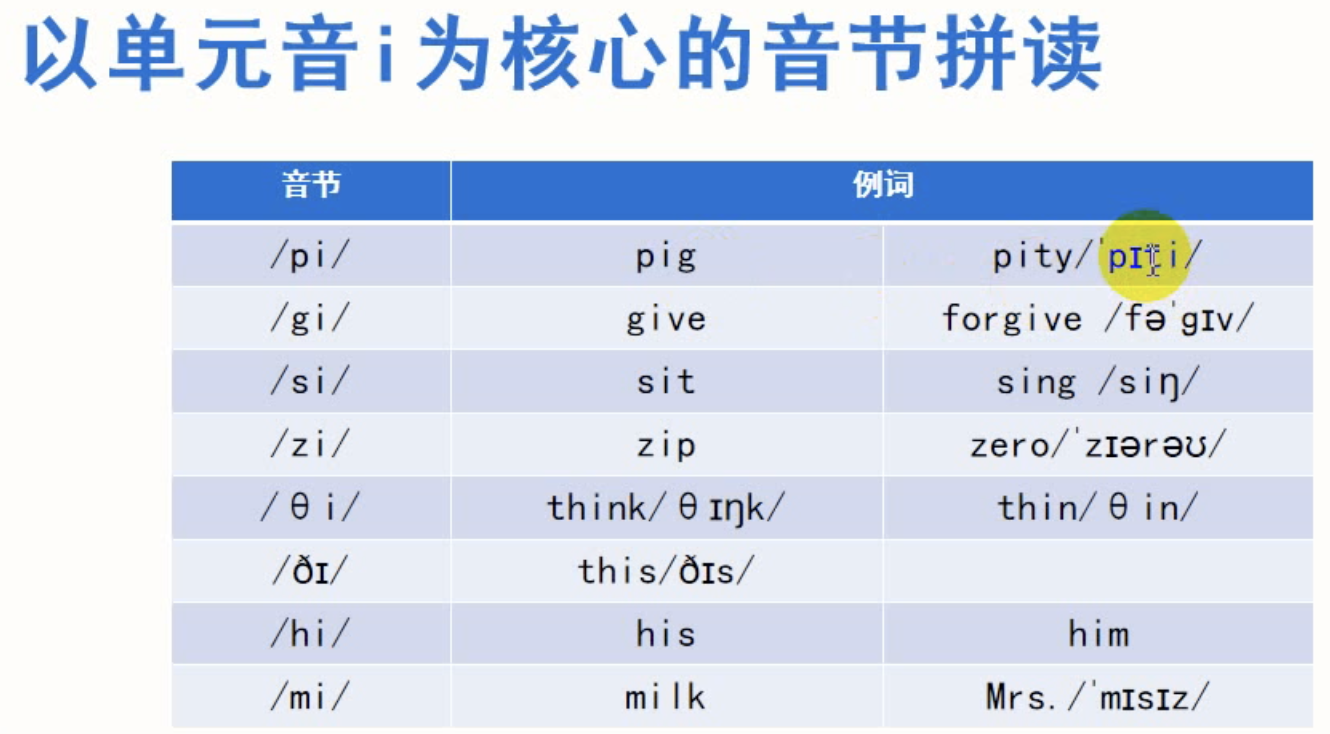 以单元音i为核心的音节拼读
音节 例词
/pi/ pig pity/ˈpɪti/
/gi/ give forgive /fəˈgɪv/
/si/ sit sing /siŋ/
/zi/ zip zero/ˈzɪərəʊ/
/θi/ think/θɪŋk/ thin/θin/
/ðɪ/ this/ðɪs/
/hi/ his him
/mi/ milk Mrs./ˈmɪsɪz/